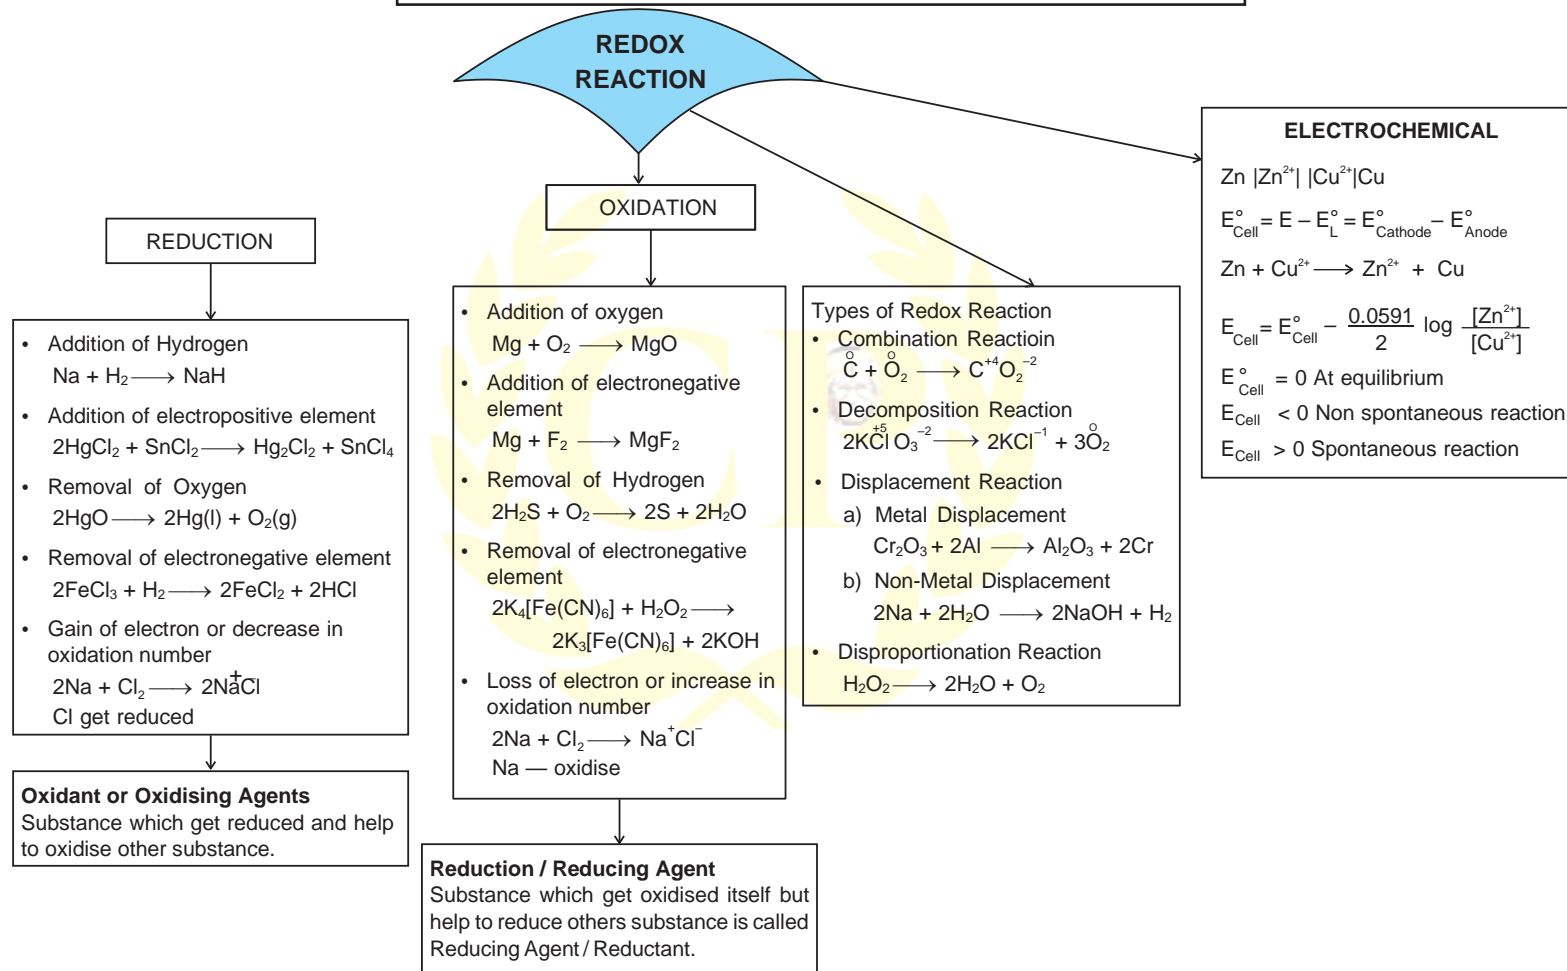 REDOX
REACTION
REDUCTION
• Addition of Hydrogen
Na + H₂ ⟶ NaH
• Addition of electropositive element
2HgCl₂ + SnCl₂ ⟶ Hg₂Cl₂ + SnCl₄
• Removal of Oxygen
2HgO ⟶ 2Hg(l) + O₂(g)
• Removal of electronegative element
2FeCl₃ + H₂ ⟶ 2FeCl₂ + 2HCl
• Gain of electron or decrease in
oxidation number
2Na + Cl₂ ⟶ 2Na⁺Cl⁻
Cl get reduced
Oxidant or Oxidising Agents
Substance which get reduced and help
to oxidise other substance.
OXIDATION
• Addition of oxygen
Mg + O₂ ⟶ MgO
• Addition of electronegative
element
Mg + F₂ ⟶ MgF₂
• Removal of Hydrogen
2H₂S + O₂ ⟶ 2S + 2H₂O
• Removal of electronegative
element
2K₄[Fe(CN)₆] + H₂O₂ ⟶
2K₃[Fe(CN)₆] + 2KOH
• Loss of electron or increase in
oxidation number
2Na + Cl₂ ⟶ Na⁺Cl⁻
Na — oxidise
Reduction / Reducing Agent
Substance which get oxidised itself but
help to reduce others substance is called
Reducing Agent / Reductant.
Types of Redox Reaction
• Combination Reactioin
C⁰ + O⁰₂ ⟶ C⁺⁴O₂⁻²
• Decomposition Reaction
2KCl⁺⁵O₃⁻² ⟶ 2KCl⁻¹ + 3O⁰₂
• Displacement Reaction
a) Metal Displacement
Cr₂O₃ + 2Al ⟶ Al₂O₃ + 2Cr
b) Non-Metal Displacement
2Na + 2H₂O ⟶ 2NaOH + H₂
• Disproportionation Reaction
H₂O₂ ⟶ 2H₂O + O₂
ELECTROCHEMICAL
Zn |Zn²⁺| |Cu²⁺|Cu
E°Cell = E – E°L = E°Cathode – E°Anode
Zn + Cu²⁺ ⟶ Zn²⁺ + Cu
ECell = E°Cell – 0.0591/2 log [Zn²⁺]/[Cu²⁺]
E°Cell = 0 At equilibrium
ECell < 0 Non spontaneous reaction
ECell > 0 Spontaneous reaction
CP